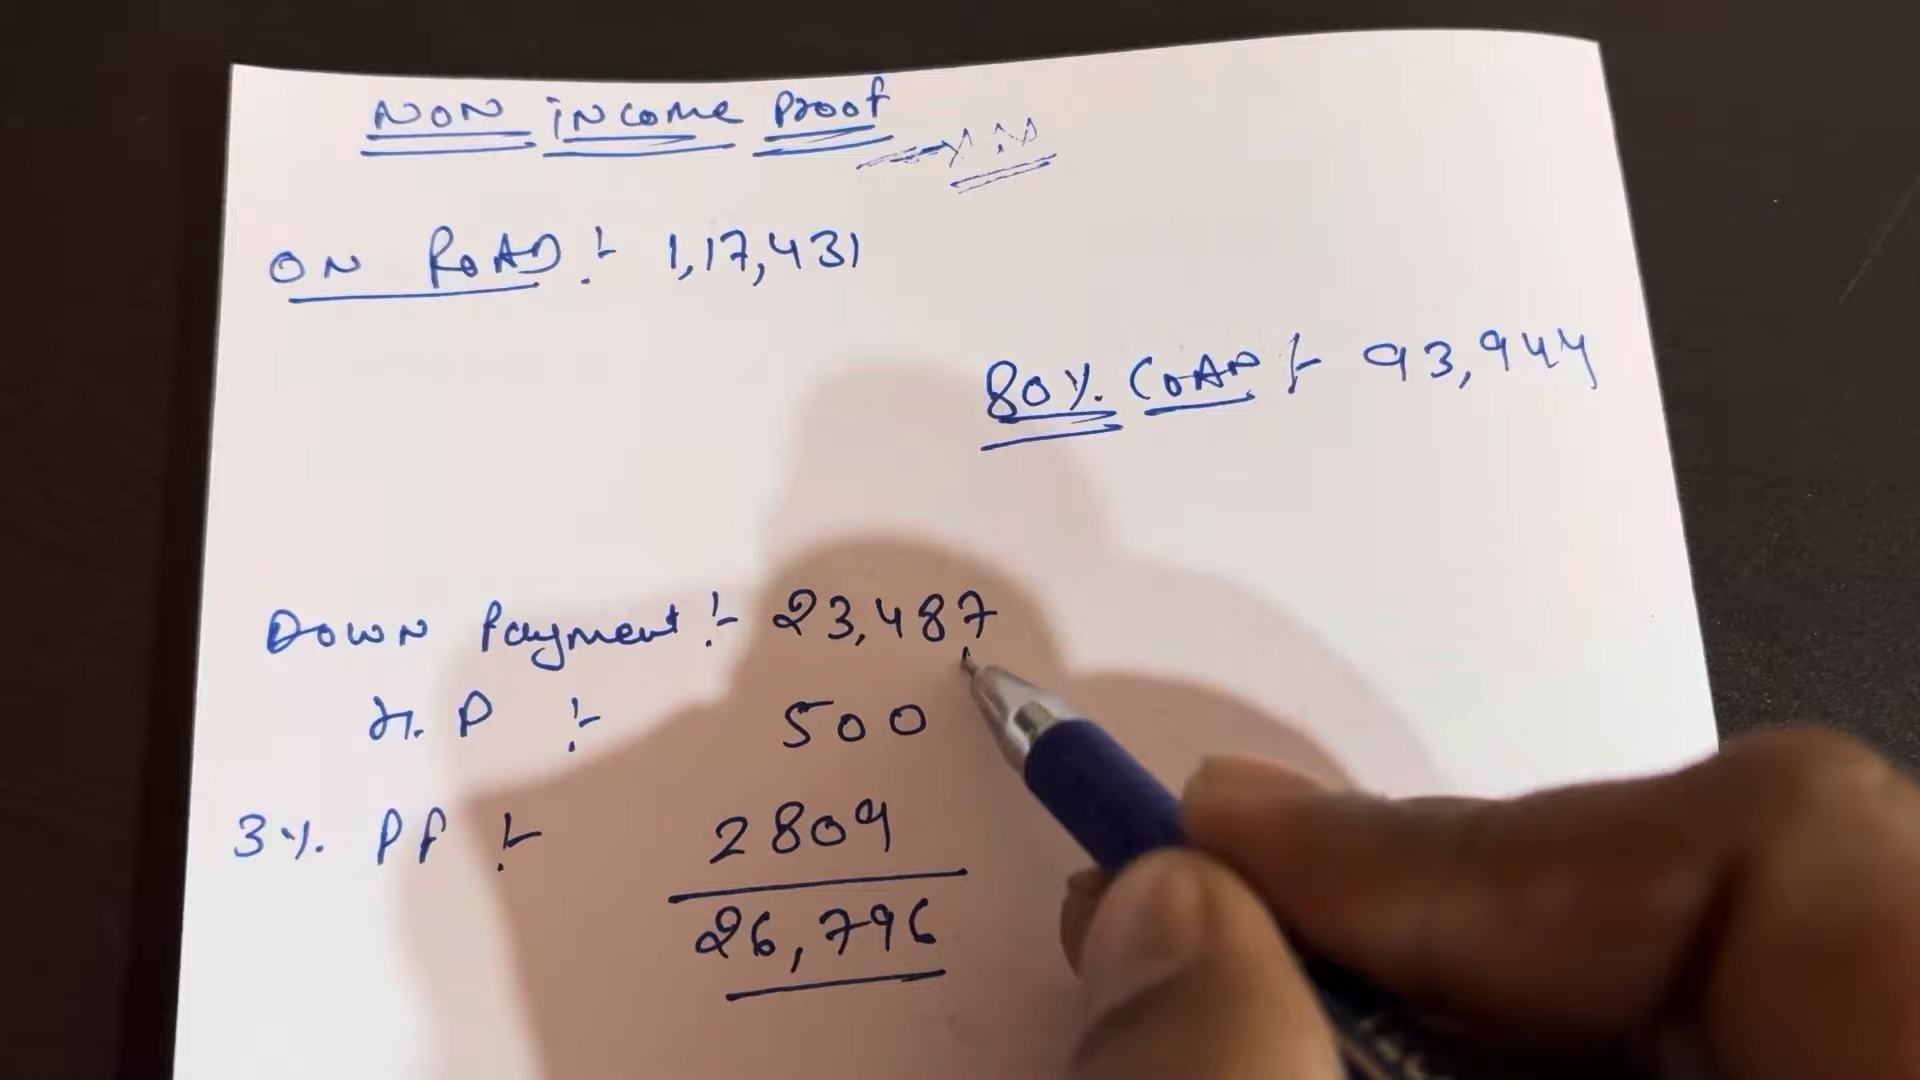 NON iNCOME Proof
ON ROAD :- 1,17,431
80% LOAN :- 93,944
DOWN Payment :- 23,487
H.P :- 500
3% PF :- 2809
26,796